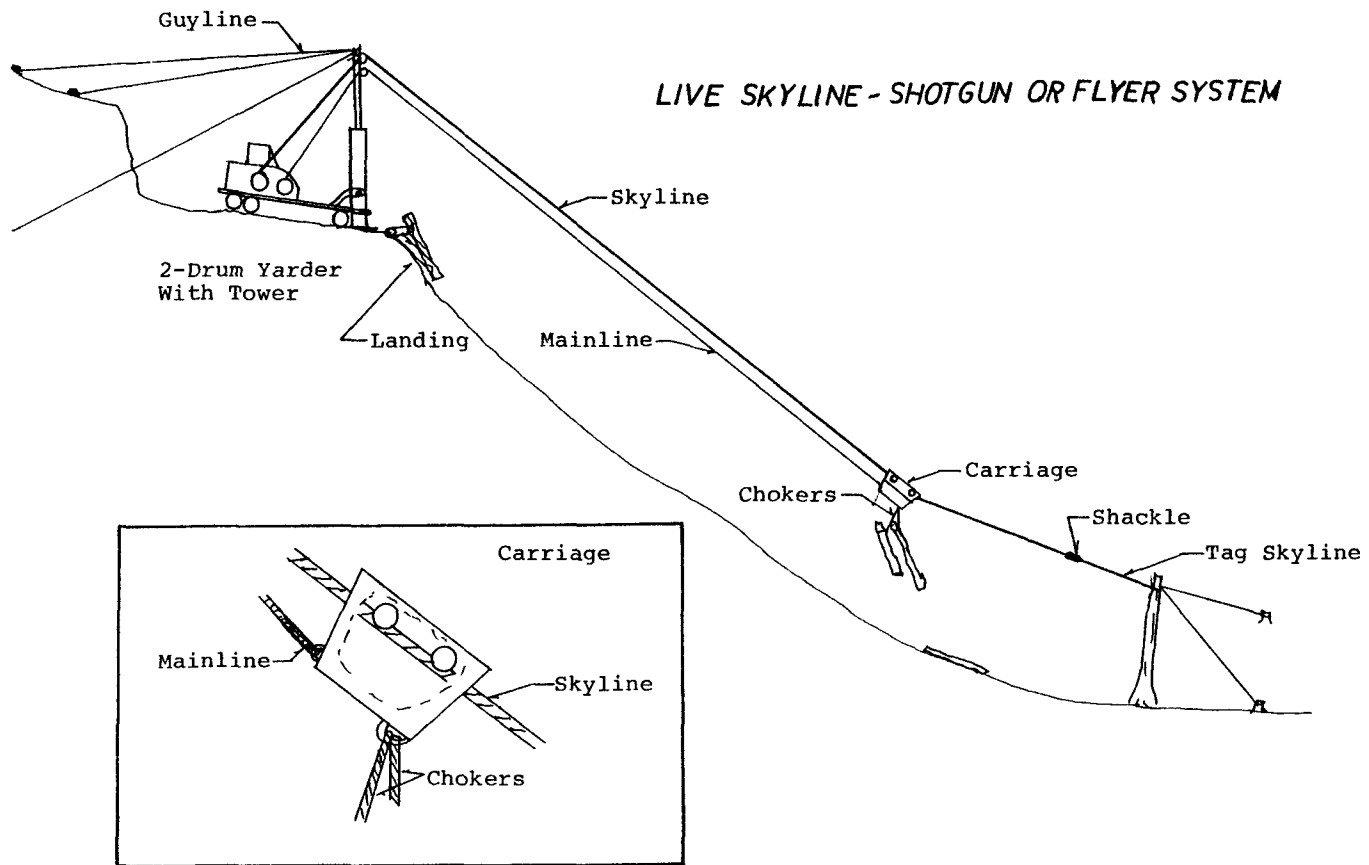 Guyline
LIVE SKYLINE - SHOTGUN OR FLYER SYSTEM
Skyline
2-Drum Yarder
With Tower
Landing
Mainline
Carriage
Chokers
Shackle
Tag Skyline
Carriage
Mainline
Skyline
Chokers